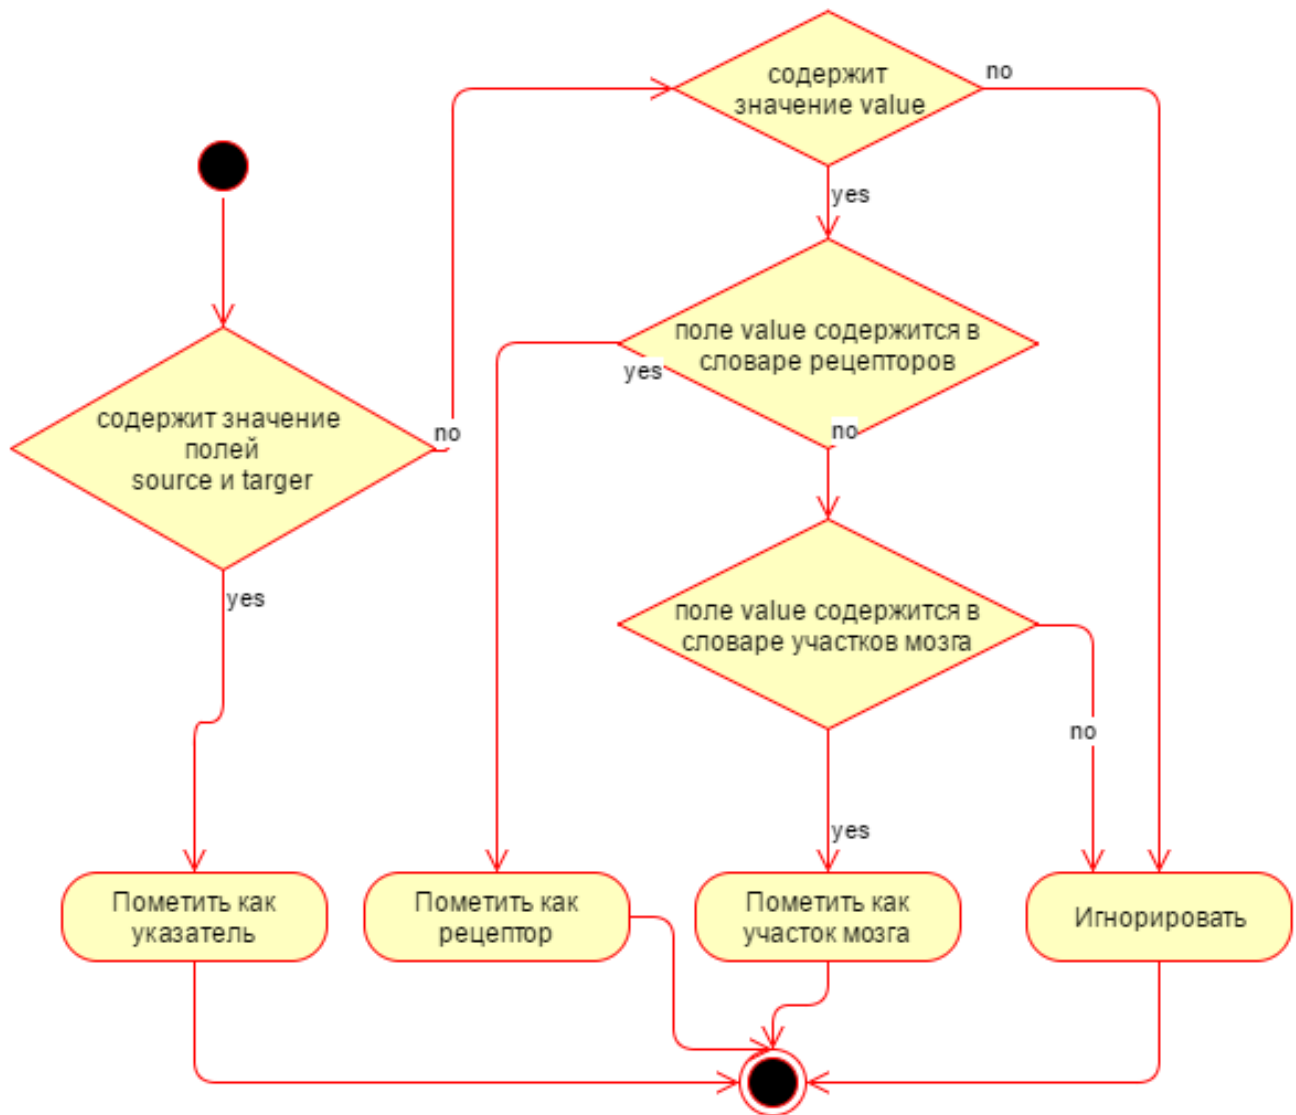 содержит
значение value
no
yes
поле value содержится в
словаре рецепторов
yes
no
содержит значение
полей
source и targer
no
yes
поле value содержится в
словаре участков мозга
no
yes
Пометить как
указатель
Пометить как
рецептор
Пометить как
участок мозга
Игнорировать